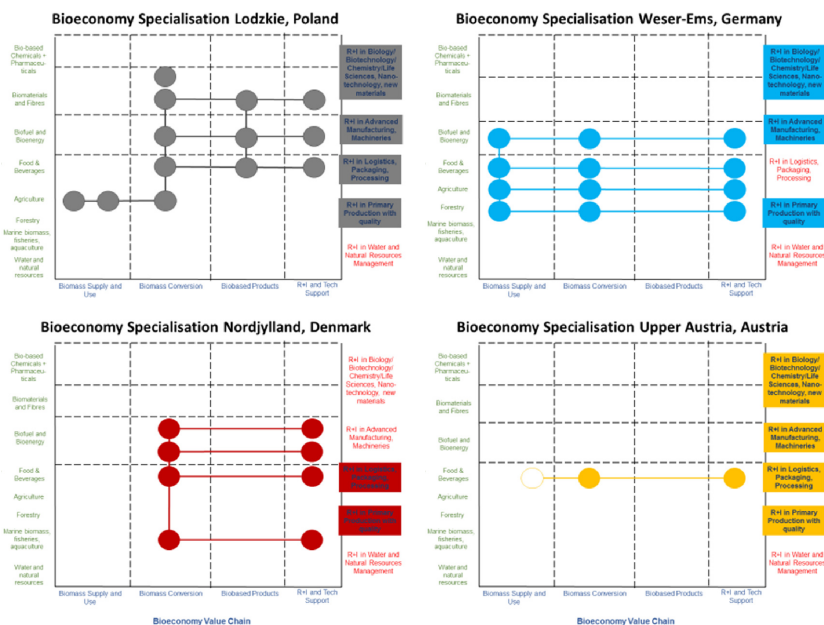 Bioeconomy Specialisation Lodzkie, Poland
Bio-based
Chemicals +
Pharmaceu-
ticals
Biomaterials
and Fibres
Biofuel and
Bioenergy
Food &
Beverages
Agriculture
Forestry
Marine biomass,
fisheries,
aquaculture
Water and
natural
resources
R+I in Biology/
Biotechnology/
Chemistry/Life
Sciences, Nano-
technology, new
materials
R+I in Advanced
Manufacturing,
Machineries
R+I in Logistics,
Packaging,
Processing
R+I in Primary
Production with
quality
R+I in Water and
Natural Resources
Management
Biomass Supply and
Use
Biomass Conversion
Biobased Products
R+I and Tech
Support
Bioeconomy Specialisation Weser-Ems, Germany
Bio-based
Chemicals +
Pharmaceu-
ticals
Biomaterials
and Fibres
Biofuel and
Bioenergy
Food &
Beverages
Agriculture
Forestry
Marine biomass,
fisheries,
aquaculture
Water and
natural
resources
R+I in Biology/
Biotechnology/
Chemistry/Life
Sciences, Nano-
technology, new
materials
R+I in Advanced
Manufacturing,
Machineries
R+I in Logistics,
Packaging,
Processing
R+I in Primary
Production with
quality
R+I in Water and
Natural Resources
Management
Biomass Supply and
Use
Biomass Conversion
Biobased Products
R+I and Tech
Support
Bioeconomy Specialisation Nordjylland, Denmark
Bio-based
Chemicals +
Pharmaceu-
ticals
Biomaterials
and Fibres
Biofuel and
Bioenergy
Food &
Beverages
Agriculture
Forestry
Marine biomass,
fisheries,
aquaculture
Water and
natural
resources
R+I in Biology/
Biotechnology/
Chemistry/Life
Sciences, Nano-
technology, new
materials
R+I in Advanced
Manufacturing,
Machineries
R+I in Logistics,
Packaging,
Processing
R+I in Primary
Production with
quality
R+I in Water and
Natural Resources
Management
Biomass Supply and
Use
Biomass Conversion
Biobased Products
R+I and Tech
Support
Bioeconomy Value Chain
Bioeconomy Specialisation Upper Austria, Austria
Bio-based
Chemicals +
Pharmaceu-
ticals
Biomaterials
and Fibres
Biofuel and
Bioenergy
Food &
Beverages
Agriculture
Forestry
Marine biomass,
fisheries,
aquaculture
Water and
natural
resources
R+I in Biology/
Biotechnology/
Chemistry/Life
Sciences, Nano-
technology, new
materials
R+I in Advanced
Manufacturing,
Machineries
R+I in Logistics,
Packaging,
Processing
R+I in Primary
Production with
quality
R+I in Water and
Natural Resources
Management
Biomass Supply and
Use
Biomass Conversion
Biobased Products
R+I and Tech
Support
Bioeconomy Value Chain